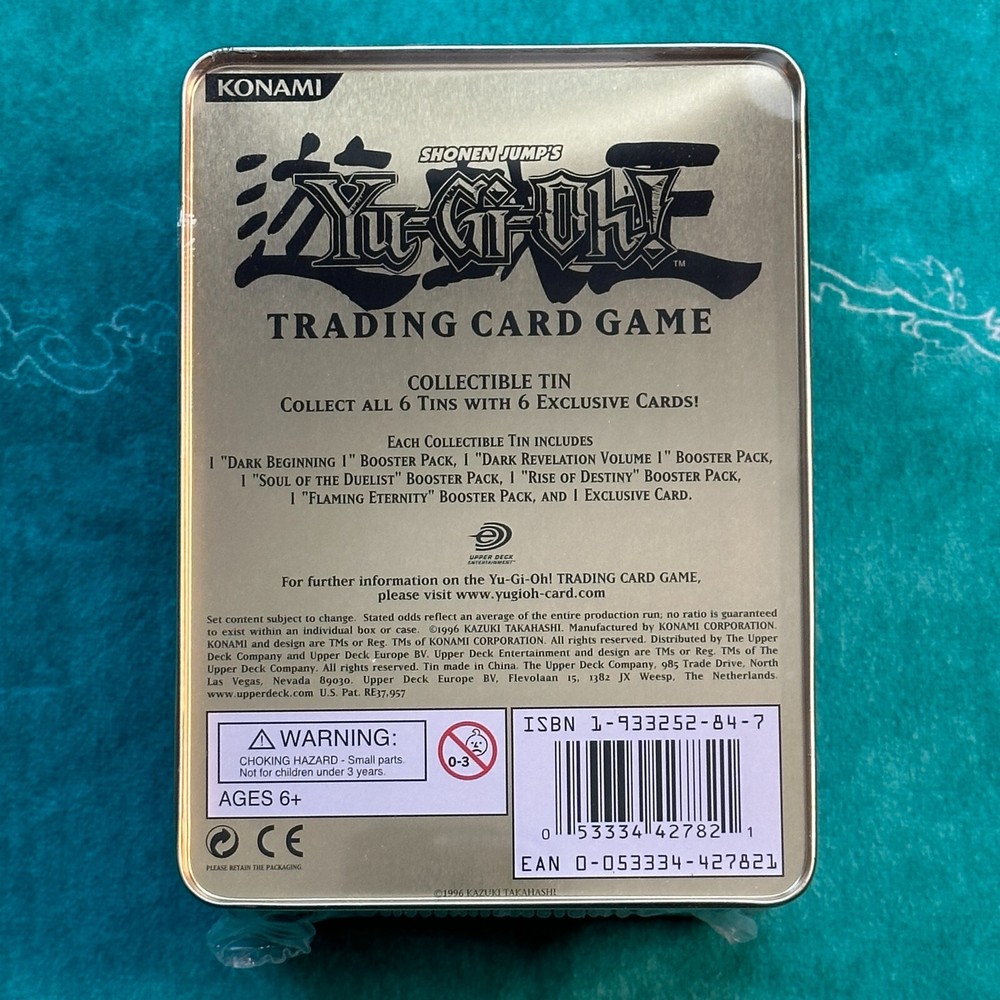 KONAMI
SHONEN JUMP'S
遊戯王
Yu-Gi-Oh!
TM
TRADING CARD GAME
COLLECTIBLE TIN
COLLECT ALL 6 TINS WITH 6 EXCLUSIVE CARDS!
EACH COLLECTIBLE TIN INCLUDES
1 "DARK BEGINNING 1" BOOSTER PACK, 1 "DARK REVELATION VOLUME 1" BOOSTER PACK,
1 "SOUL OF THE DUELIST" BOOSTER PACK, 1 "RISE OF DESTINY" BOOSTER PACK,
1 "FLAMING ETERNITY" BOOSTER PACK, AND 1 EXCLUSIVE CARD.
UPPER DECK
ENTERTAINMENT
For further information on the Yu-Gi-Oh! TRADING CARD GAME,
please visit www.yugioh-card.com
Set content subject to change. Stated odds reflect an average of the entire production run; no ratio is guaranteed
to exist within an individual box or case. ©1996 KAZUKI TAKAHASHI. Manufactured by KONAMI CORPORATION.
KONAMI and design are TMs or Reg. TMs of KONAMI CORPORATION. All rights reserved. Distributed by The Upper
Deck Company and Upper Deck Europe BV. Upper Deck Entertainment and design are TMs or Reg. TMs of The
Upper Deck Company. All rights reserved. Tin made in China. The Upper Deck Company, 985 Trade Drive, North
Las Vegas, Nevada 89030. Upper Deck Europe BV, Flevolaan 15, 1382 JX Weesp, The Netherlands.
www.upperdeck.com U.S. Pat. RE37,957
WARNING:
CHOKING HAZARD - Small parts.
Not for children under 3 years.
0-3
AGES 6+
CE
PLEASE RETAIN THE PACKAGING.
ISBN 1-933252-84-7
0 53334 42782 1
EAN 0-053334-427821
©1996 KAZUKI TAKAHASHI